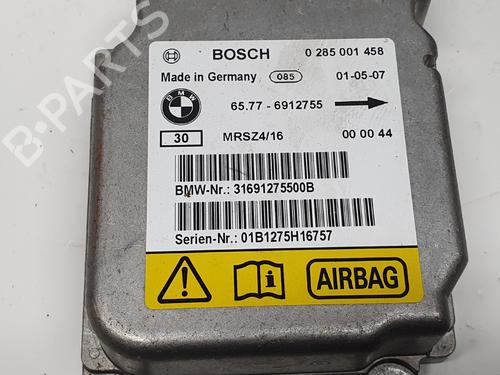 BOSCH 0 285 001 458
Made in Germany 085 01-05-07
BMW
65.77 - 6912755
30 MRSZ4/16 00 00 44
BMW-Nr.: 31691275500B
Serien-Nr.: 01B1275H16757
AIRBAG
B-PARTS